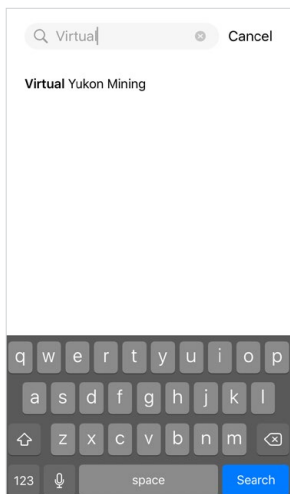 Virtual
Cancel
Virtual Yukon Mining
q w e r t y u i o p
a s d f g h j k l
z x c v b n m
123 space Search